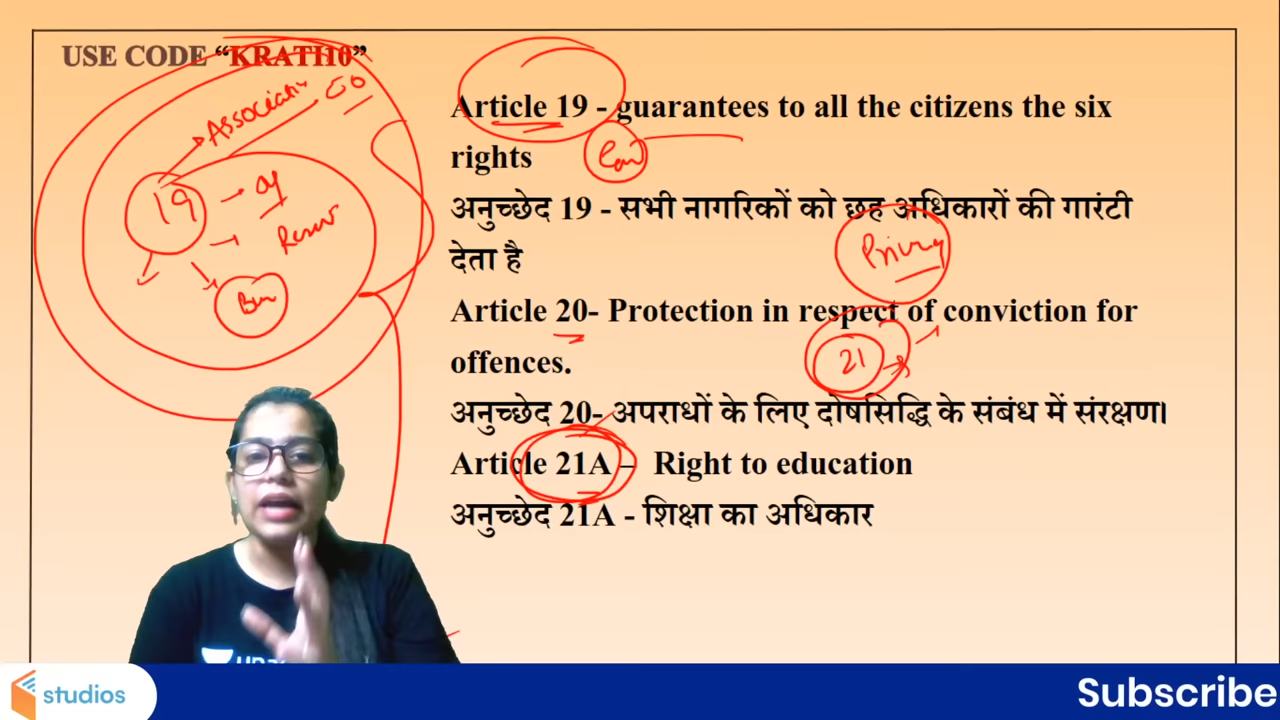 USE CODE “KRATI10”
Article 19 - guarantees to all the citizens the six
rights
अनुच्छेद 19 - सभी नागरिकों को छह अधिकारों की गारंटी
देता है
Article 20- Protection in respect of conviction for
offences.
अनुच्छेद 20- अपराधों के लिए दोषसिद्धि के संबंध में संरक्षण।
Article 21A – Right to education
अनुच्छेद 21A - शिक्षा का अधिकार
19
21
studios
Subscribe